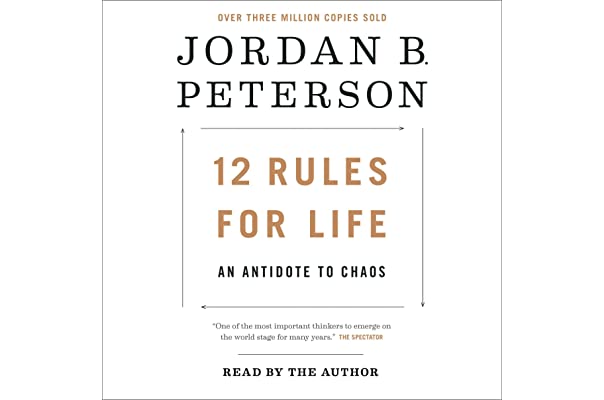 OVER THREE MILLION COPIES SOLD
JORDAN B.
PETERSON
12 RULES
FOR LIFE
AN ANTIDOTE TO CHAOS
“One of the most important thinkers to emerge on
the world stage for many years.” THE SPECTATOR
READ BY THE AUTHOR